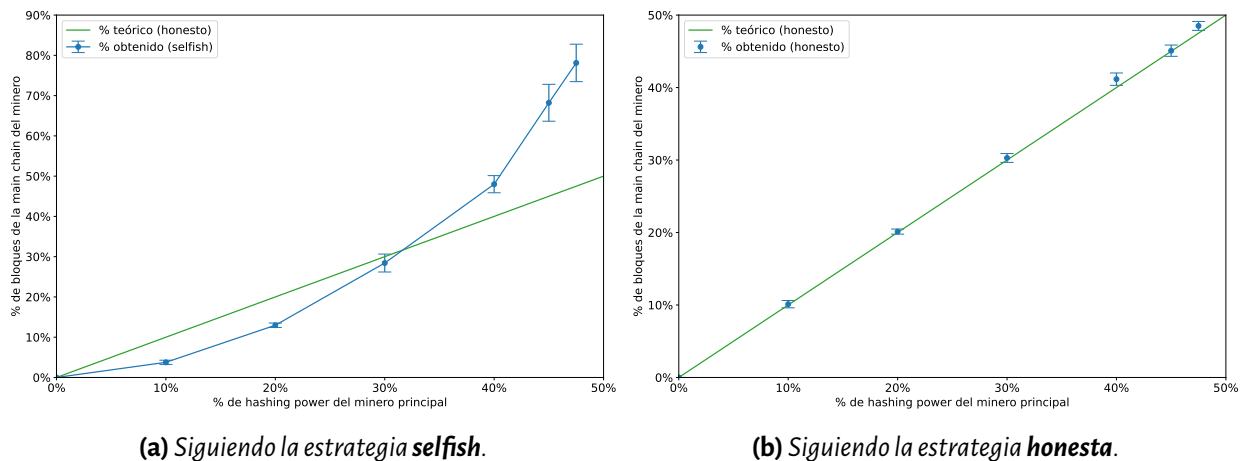 90%
80%
70%
60%
50%
40%
30%
20%
10%
0%
% de bloques de la main chain del minero
% teórico (honesto)
% obtenido (selfish)
0% 10% 20% 30% 40% 50%
% de hashing power del minero principal
(a) Siguiendo la estrategia selfish.
50%
40%
30%
20%
10%
0%
% de bloques de la main chain del minero
% teórico (honesto)
% obtenido (honesto)
0% 10% 20% 30% 40% 50%
% de hashing power del minero principal
(b) Siguiendo la estrategia honesta.